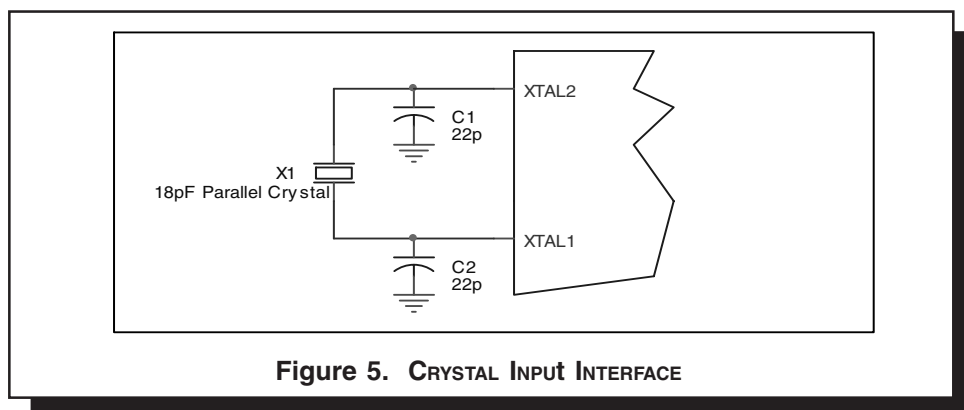 XTAL2
C1
22p
X1
18pF Parallel Crystal
XTAL1
C2
22p
Figure 5. CRYSTAL INPUt INTERFACE